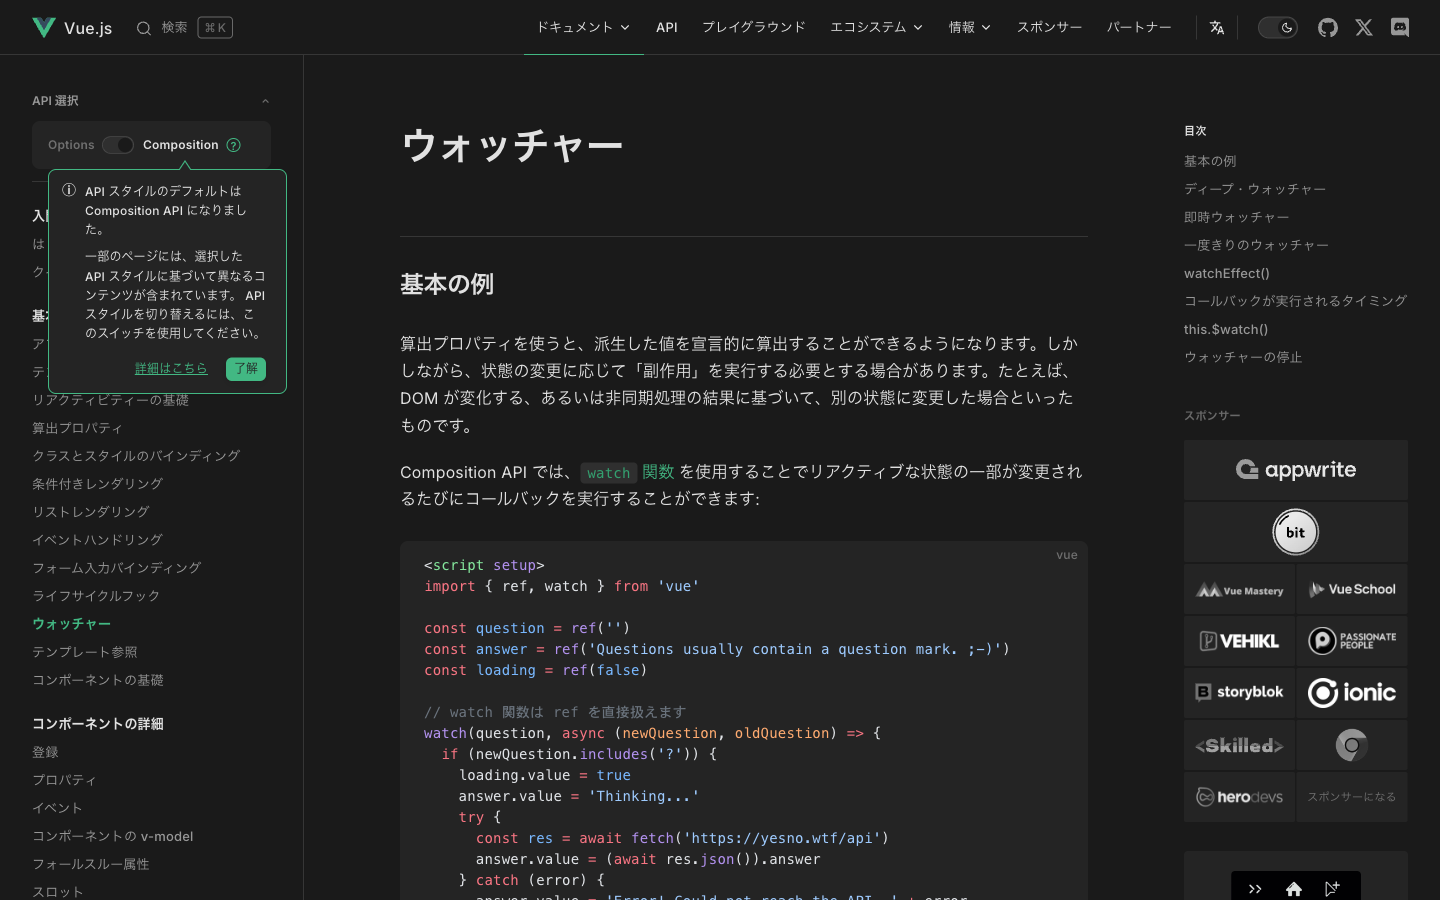 Vue.js
検索
⌘ K
ドキュメント
API
プレイグラウンド
エコシステム
情報
スポンサー
パートナー
API 選択
Options
Composition
?
API スタイルのデフォルトは
Composition API になりまし
た。
一部のページには、選択した
API スタイルに基づいて異なるコ
ンテンツが含まれています。 API
スタイルを切り替えるには、こ
のスイッチを使用してください。
詳細はこちら
了解
は
ク
ア
リアクティビティーの基礎
算出プロパティ
クラスとスタイルのバインディング
条件付きレンダリング
リストレンダリング
イベントハンドリング
フォーム入力バインディング
ライフサイクルフック
ウォッチャー
テンプレート参照
コンポーネントの基礎
コンポーネントの詳細
登録
プロパティ
イベント
コンポーネントの v-model
フォールスルー属性
スロット
ウォッチャー
基本の例
算出プロパティを使うと、派生した値を宣言的に算出することができるようになります。しか
しながら、状態の変更に応じて「副作用」を実行する必要とする場合があります。たとえば、
DOM が変化する、あるいは非同期処理の結果に基づいて、別の状態に変更した場合といった
ものです。
Composition API では、watch 関数 を使用することでリアクティブな状態の一部が変更され
るたびにコールバックを実行することができます:
vue
<script setup>
import { ref, watch } from 'vue'
const question = ref('')
const answer = ref('Questions usually contain a question mark. ;-)')
const loading = ref(false)
// watch 関数は ref を直接扱えます
watch(question, async (newQuestion, oldQuestion) => {
if (newQuestion.includes('?')) {
loading.value = true
answer.value = 'Thinking...'
try {
const res = await fetch('https://yesno.wtf/api')
answer.value = (await res.json()).answer
} catch (error) {
answer.value = 'Error! Could not reach the API. ' + error
目次
基本の例
ディープ・ウォッチャー
即時ウォッチャー
一度きりのウォッチャー
watchEffect()
コールバックが実行されるタイミング
this.$watch()
ウォッチャーの停止
スポンサー
appwrite
bit
Vue Mastery
Vue School
VEHIKL
PASSIONATE
PEOPLE
storyblok
ionic
<Skilled>
herodevs
スポンサーになる